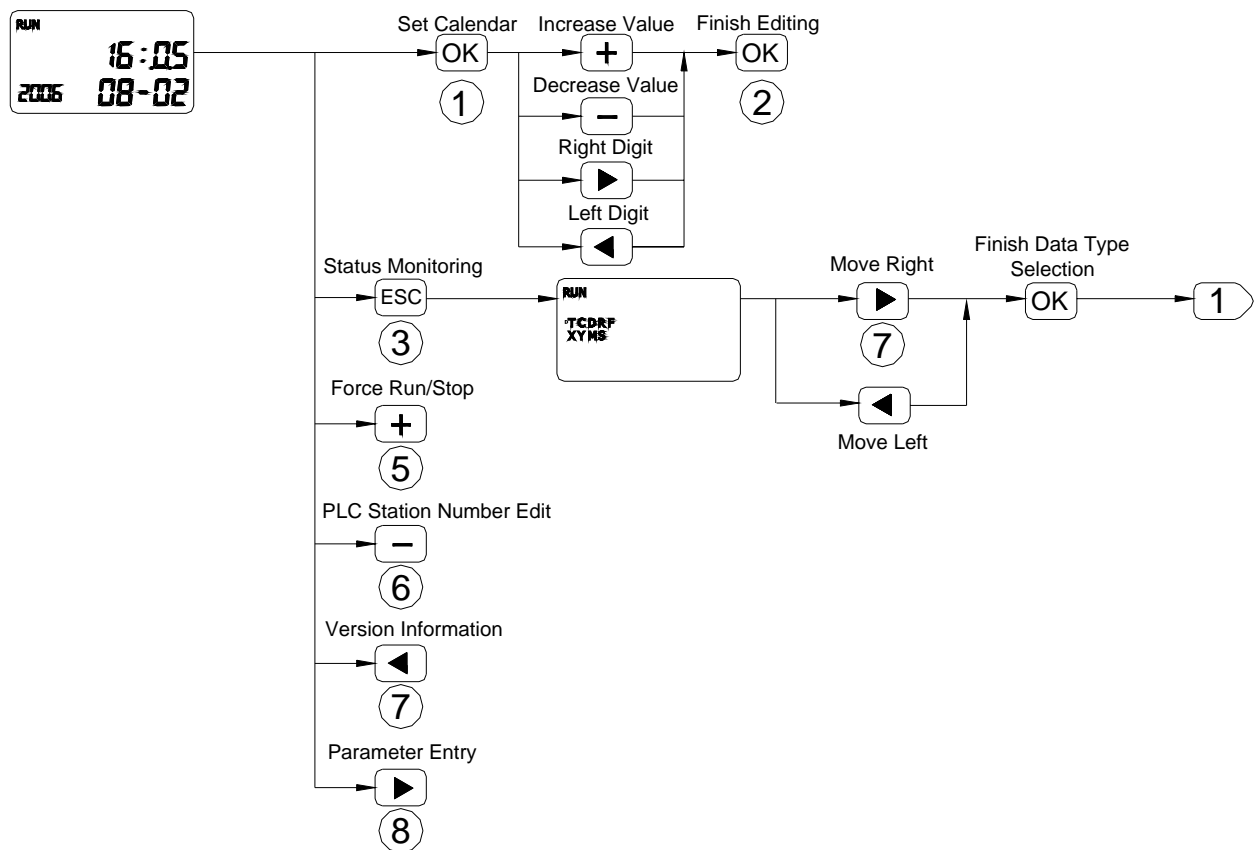 RUN
16:05
2006 08-02
Set Calendar
OK
1
Increase Value
+
Decrease Value
−
Right Digit
Left Digit
Finish Editing
OK
2
Status Monitoring
ESC
3
RUN
TCDRF
XYMS
Move Right
7
Move Left
Finish Data Type
Selection
OK
1
Force Run/Stop
+
5
PLC Station Number Edit
−
6
Version Information
7
Parameter Entry
8